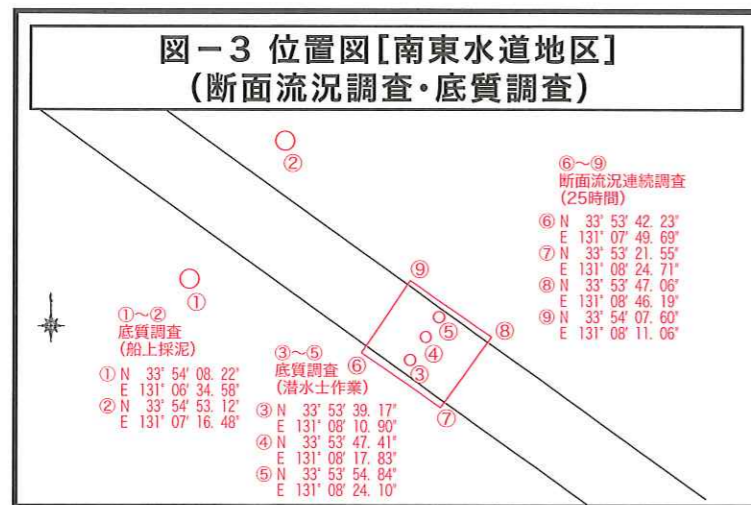 図－3 位置図[南東水道地区]
(断面流況調査・底質調査)
②
⑥～⑨
断面流況連続調査
(25時間)
⑥ N 33° 53′ 42. 23″
E 131° 07′ 49. 69″
⑦ N 33° 53′ 21. 55″
E 131° 08′ 24. 71″
⑧ N 33° 53′ 47. 06″
E 131° 08′ 46. 19″
⑨ N 33° 54′ 07. 60″
E 131° 08′ 11. 06″
①
⑨
⑤
⑧
④
⑥
③
⑦
①～②
底質調査
(船上採泥)
① N 33° 54′ 08. 22″
E 131° 06′ 34. 58″
② N 33° 54′ 53. 12″
E 131° 07′ 16. 48″
③～⑤
底質調査
(潜水士作業)
③ N 33° 53′ 39. 17″
E 131° 08′ 10. 90″
④ N 33° 53′ 47. 41″
E 131° 08′ 17. 83″
⑤ N 33° 53′ 54. 84″
E 131° 08′ 24. 10″